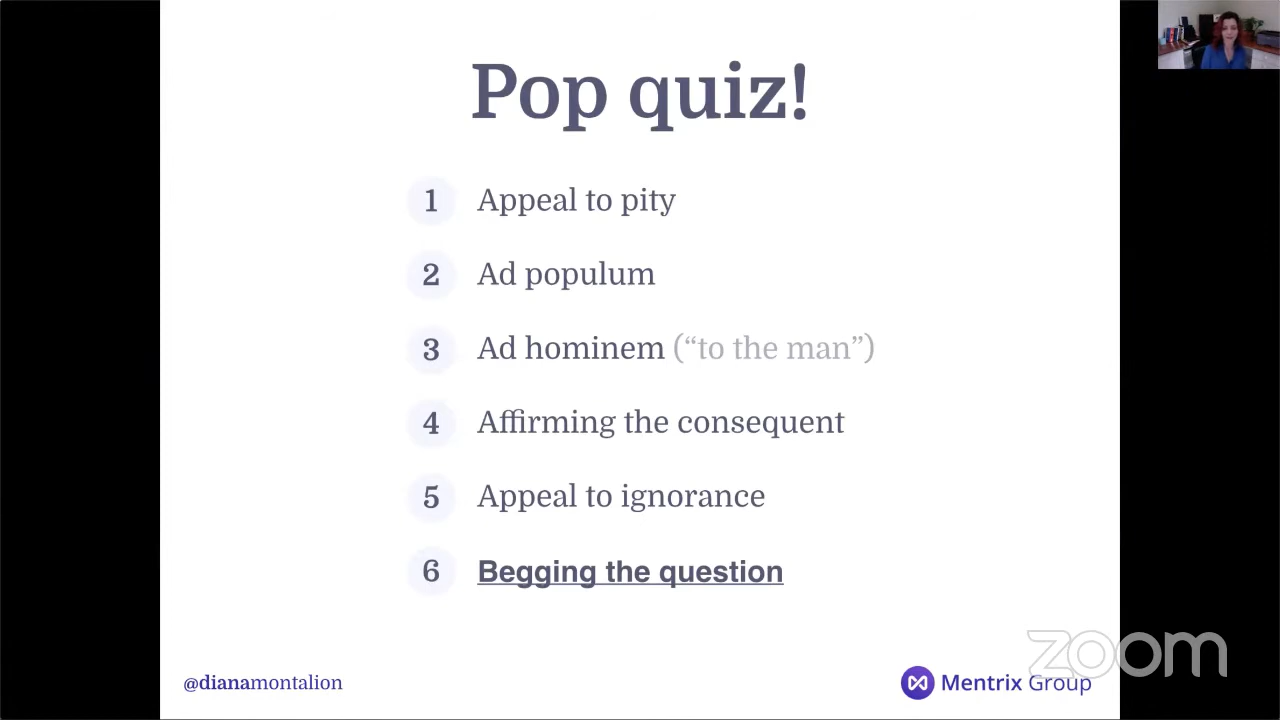 Pop quiz!
1 Appeal to pity
2 Ad populum
3 Ad hominem (“to the man”)
4 Affirming the consequent
5 Appeal to ignorance
6 Begging the question
zoom
@dianamontalion
Mentrix Group